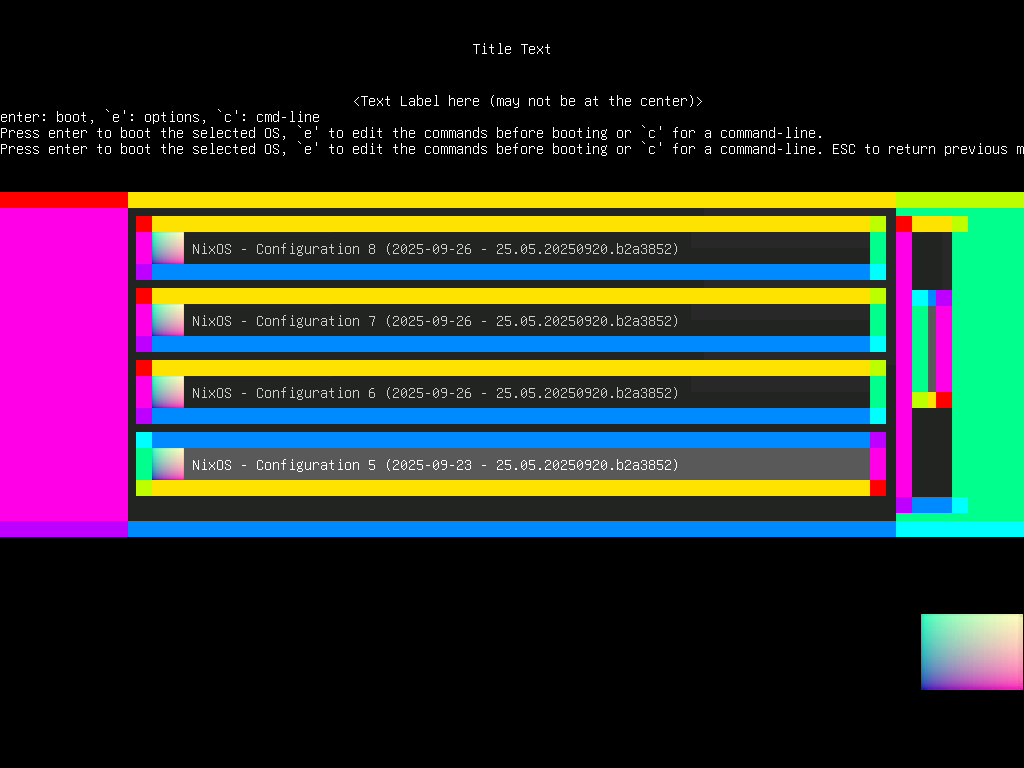 Title Text
<Text Label here (may not be at the center)>
enter: boot, `e': options, `c': cmd-line
Press enter to boot the selected OS, `e' to edit the commands before booting or `c' for a command-line.
Press enter to boot the selected OS, `e' to edit the commands before booting or `c' for a command-line. ESC to return previous m
NixOS - Configuration 8 (2025-09-26 - 25.05.20250920.b2a3852)
NixOS - Configuration 7 (2025-09-26 - 25.05.20250920.b2a3852)
NixOS - Configuration 6 (2025-09-26 - 25.05.20250920.b2a3852)
NixOS - Configuration 5 (2025-09-23 - 25.05.20250920.b2a3852)